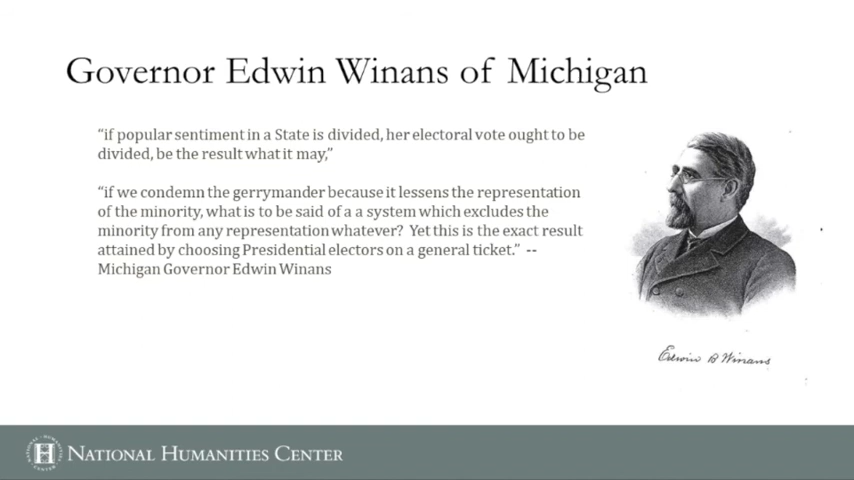 Governor Edwin Winans of Michigan
“if popular sentiment in a State is divided, her electoral vote ought to be
divided, be the result what it may,”
“if we condemn the gerrymander because it lessens the representation
of the minority, what is to be said of a a system which excludes the
minority from any representation whatever? Yet this is the exact result
attained by choosing Presidential electors on a general ticket.” --
Michigan Governor Edwin Winans
Edwin B Winans
NATIONAL HUMANITIES CENTER